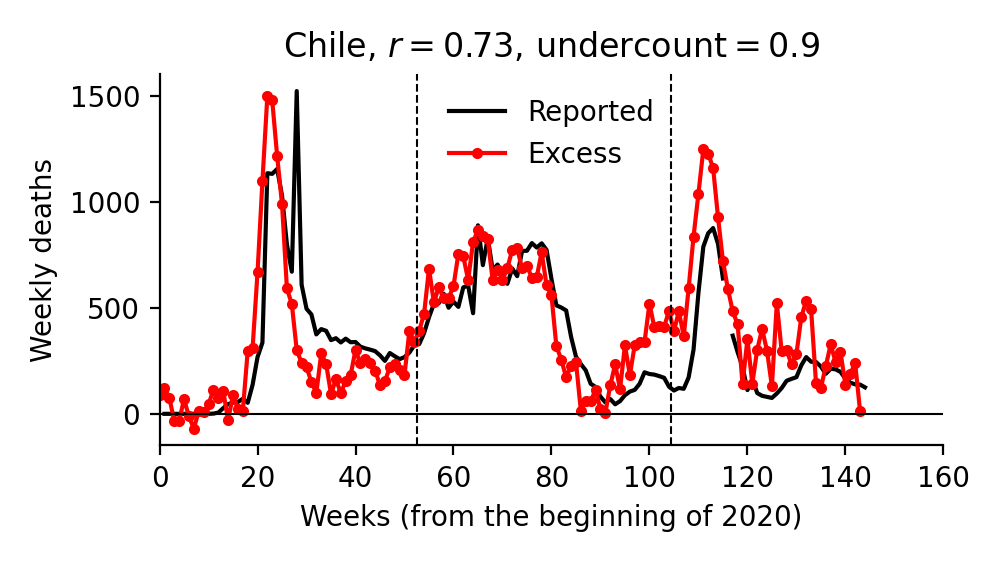 Chile, r = 0.73, undercount = 0.9
Reported
Excess
Weekly deaths
1500
1000
500
0
0 20 40 60 80 100 120 140 160
Weeks (from the beginning of 2020)